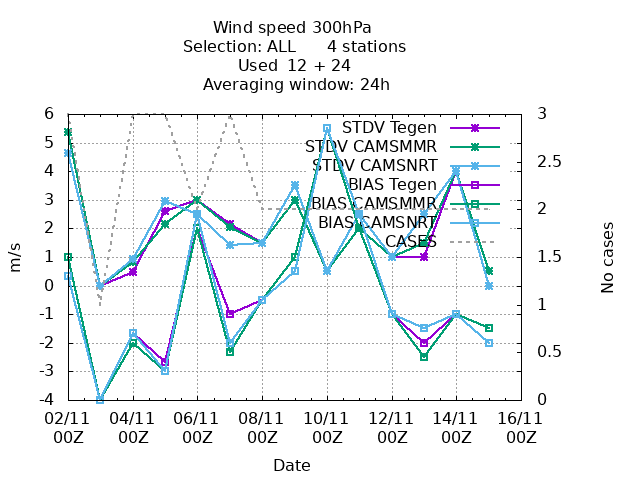 Wind speed 300hPa
Selection: ALL 4 stations
Used 12 + 24
Averaging window: 24h
6
5
4
3
2
1
0
-1
-2
-3
-4
m/s
3
2.5
2
1.5
1
0.5
0
No cases
STDV Tegen
STDV CAMSMMR
STDV CAMSNRT
BIAS Tegen
BIAS CAMSMMR
BIAS CAMSNRT
CASES
02/11 04/11 06/11 08/11 10/11 12/11 14/11 16/11
00Z 00Z 00Z 00Z 00Z 00Z 00Z 00Z
Date